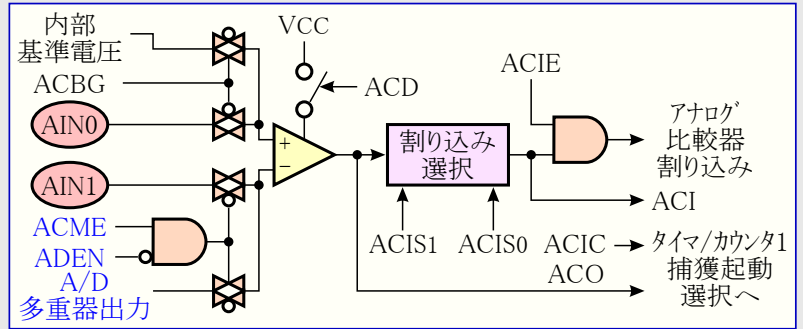 内部
基準電圧
ACBG
AIN0
AIN1
ACME
ADEN
A/D
多重器出力
VCC
ACD
+
−
割り込み
選択
ACIS1
ACIS0
ACIE
アナログ
比較器
割り込み
ACI
ACIC
タイマ/カウンタ1
捕獲起動
選択へ
ACO